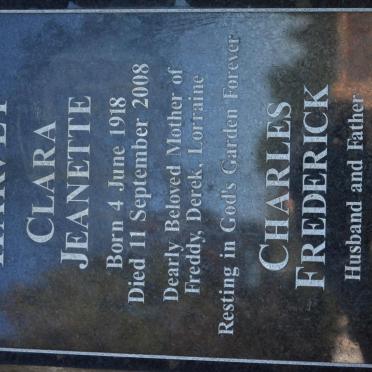 HARVEY
CLARA
JEANETTE
Born 4 June 1918
Died 11 September 2008
Dearly Beloved Mother of
Freddy, Derek, Lorraine
Resting in God's Garden Forever
CHARLES
FREDERICK
Husband and Father